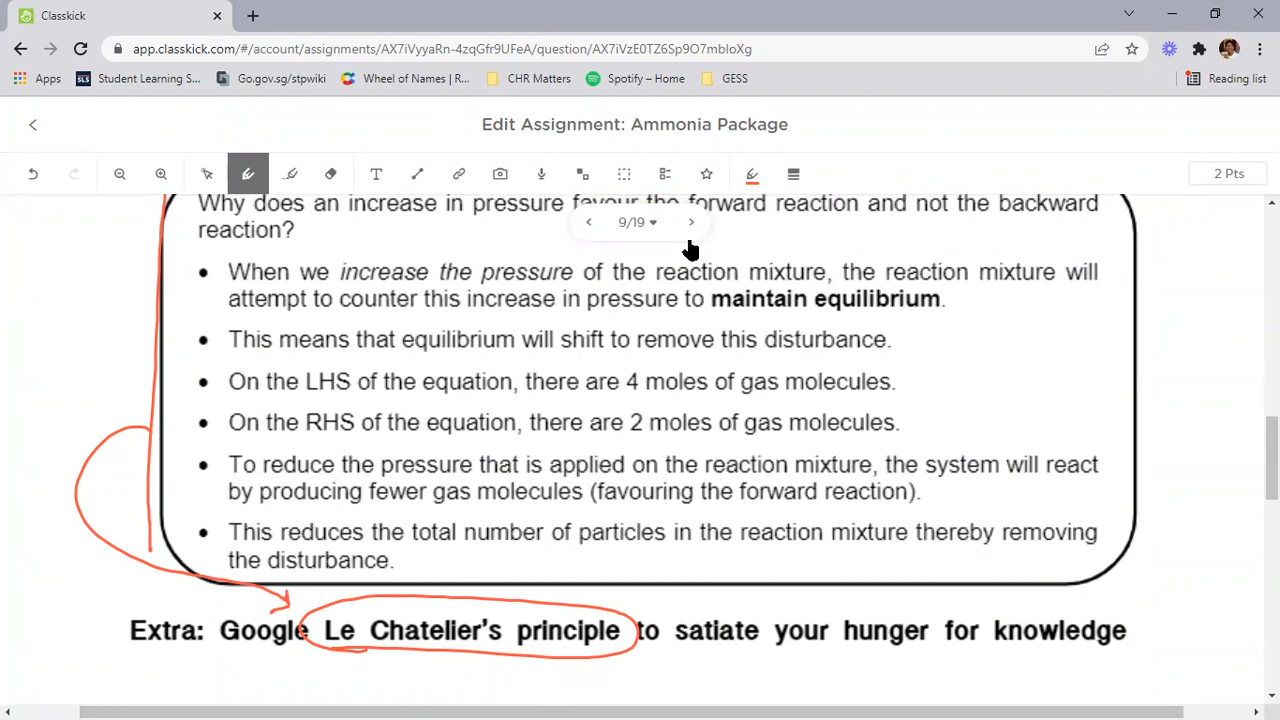 Classkick
app.classkick.com/#/account/assignments/AX7iVyyaRn-4zqGfr9UFeA/question/AX7iVzE0TZ6Sp9O7mbIoXg
Apps Student Learning S... Go.gov.sg/stpwiki Wheel of Names | R... CHR Matters Spotify – Home GESS Reading list
Edit Assignment: Ammonia Package
T 2 Pts
Why does an increase in pressure favour the forward reaction and not the backward
9/19
reaction?
• When we increase the pressure of the reaction mixture, the reaction mixture will
attempt to counter this increase in pressure to maintain equilibrium.
• This means that equilibrium will shift to remove this disturbance.
• On the LHS of the equation, there are 4 moles of gas molecules.
• On the RHS of the equation, there are 2 moles of gas molecules.
• To reduce the pressure that is applied on the reaction mixture, the system will react
by producing fewer gas molecules (favouring the forward reaction).
• This reduces the total number of particles in the reaction mixture thereby removing
the disturbance.
Extra: Google Le Chatelier's principle to satiate your hunger for knowledge